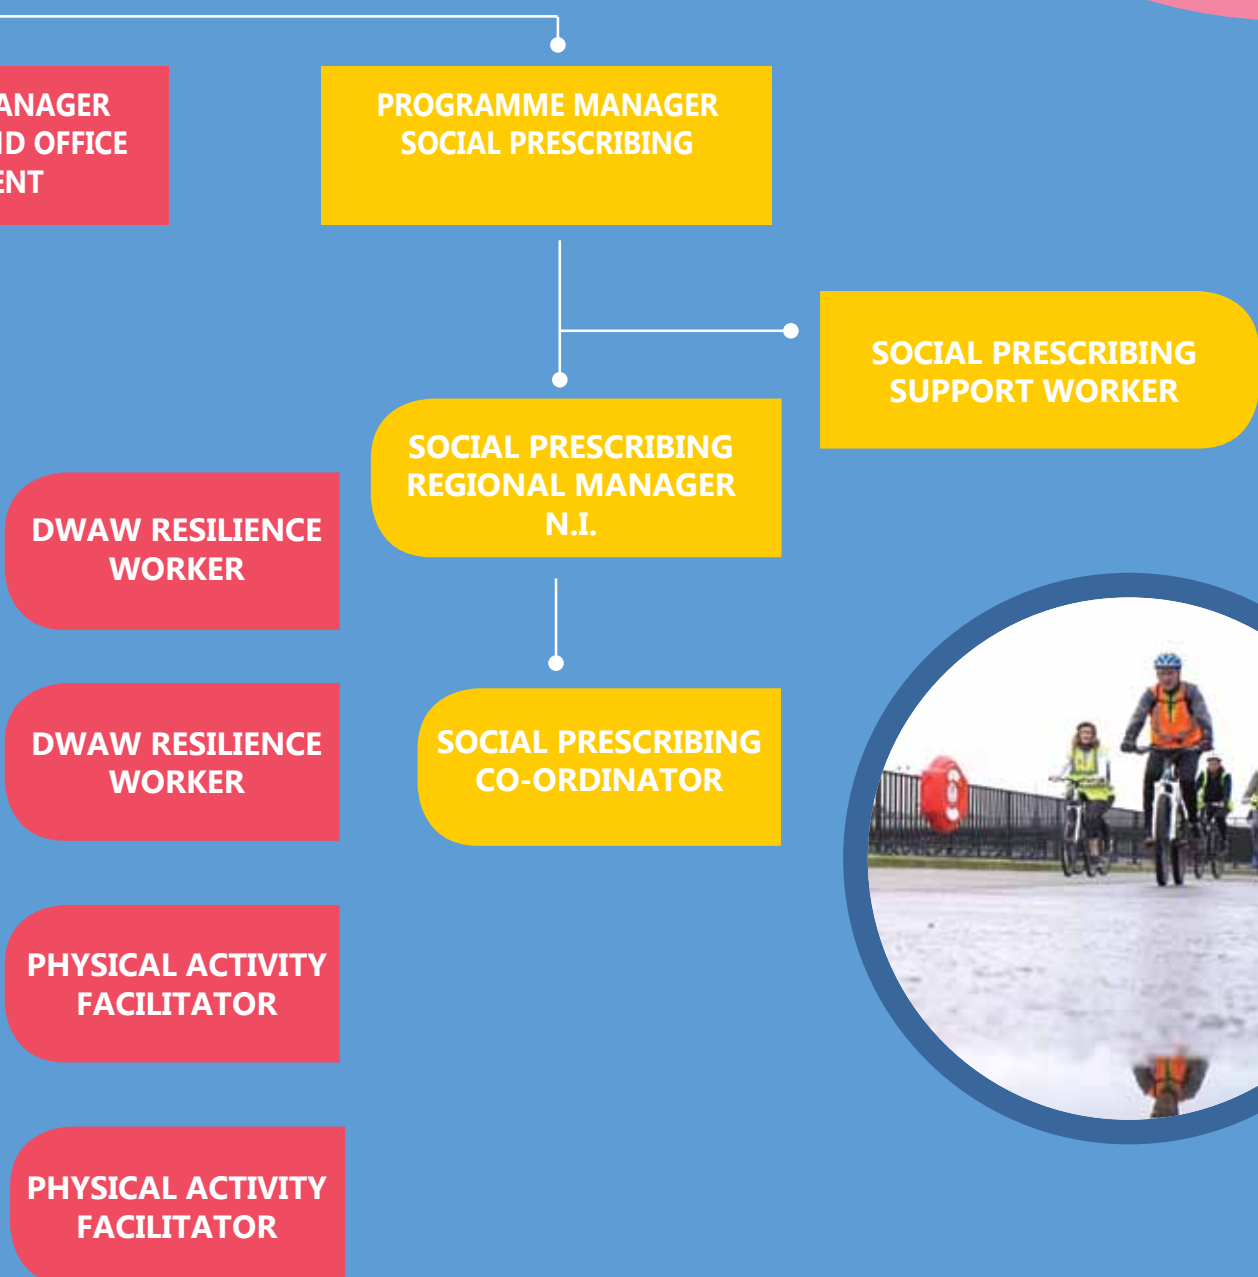 PROGRAMME MANAGER
SOCIAL PRESCRIBING
OFFICE
SOCIAL PRESCRIBING
SUPPORT WORKER
SOCIAL PRESCRIBING
REGIONAL MANAGER
N.I.
DWAW RESILIENCE
WORKER
DWAW RESILIENCE
WORKER
SOCIAL PRESCRIBING
CO-ORDINATOR
PHYSICAL ACTIVITY
FACILITATOR
PHYSICAL ACTIVITY
FACILITATOR